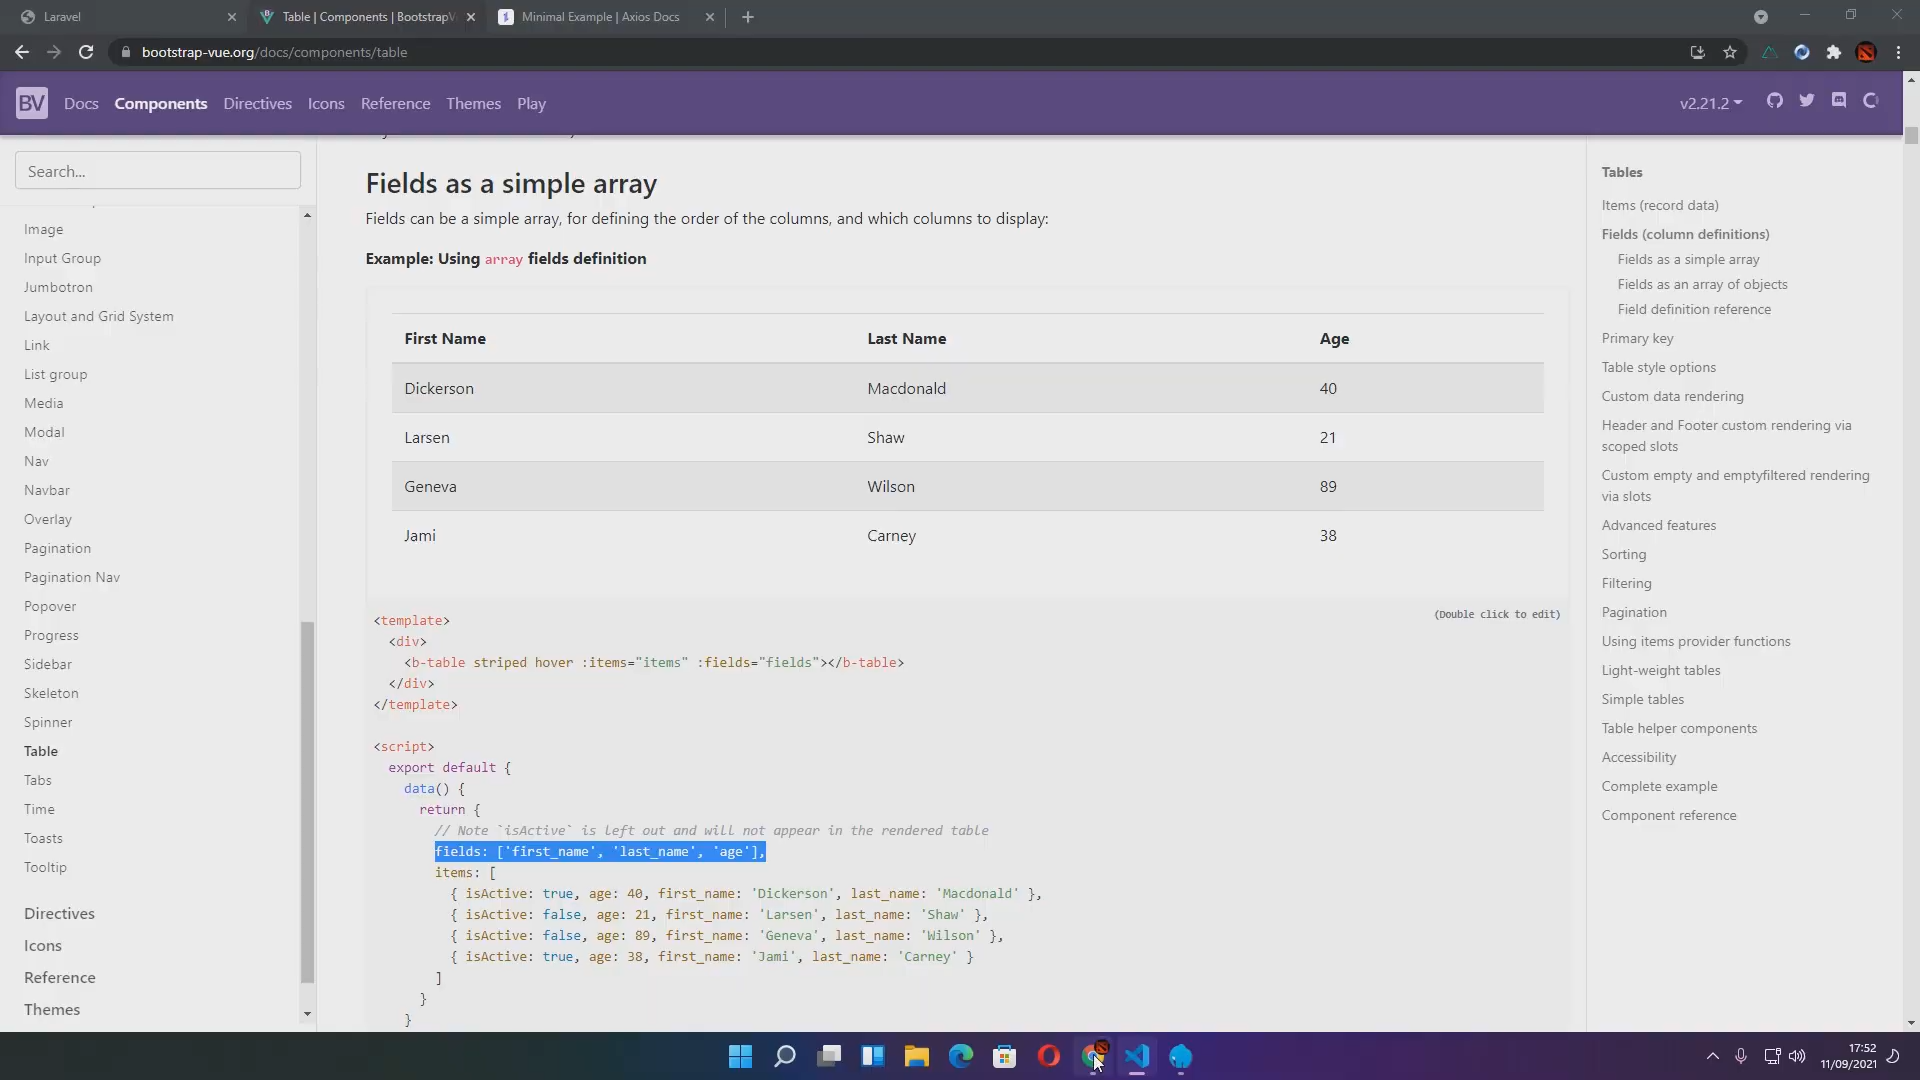 Laravel
Table | Components | BootstrapV
Minimal Example | Axios Docs
bootstrap-vue.org/docs/components/table
BV
Docs
Components
Directives
Icons
Reference
Themes
Play
v2.21.2
Search...
Image
Input Group
Jumbotron
Layout and Grid System
Link
List group
Media
Modal
Nav
Navbar
Overlay
Pagination
Pagination Nav
Popover
Progress
Sidebar
Skeleton
Spinner
Table
Tabs
Time
Toasts
Tooltip
Directives
Icons
Reference
Themes
Fields as a simple array
Fields can be a simple array, for defining the order of the columns, and which columns to display:
Example: Using array fields definition
First Name Last Name Age
Dickerson Macdonald 40
Larsen Shaw 21
Geneva Wilson 89
Jami Carney 38
(Double click to edit)
<template>
<div>
<b-table striped hover :items="items" :fields="fields"></b-table>
</div>
</template>
<script>
export default {
data() {
return {
// Note `isActive` is left out and will not appear in the rendered table
fields: ['first_name', 'last_name', 'age'],
items: [
{ isActive: true, age: 40, first_name: 'Dickerson', last_name: 'Macdonald' },
{ isActive: false, age: 21, first_name: 'Larsen', last_name: 'Shaw' },
{ isActive: false, age: 89, first_name: 'Geneva', last_name: 'Wilson' },
{ isActive: true, age: 38, first_name: 'Jami', last_name: 'Carney' }
]
}
}
Tables
Items (record data)
Fields (column definitions)
Fields as a simple array
Fields as an array of objects
Field definition reference
Primary key
Table style options
Custom data rendering
Header and Footer custom rendering via
scoped slots
Custom empty and emptyfiltered rendering
via slots
Advanced features
Sorting
Filtering
Pagination
Using items provider functions
Light-weight tables
Simple tables
Table helper components
Accessibility
Complete example
Component reference
17:52
11/09/2021